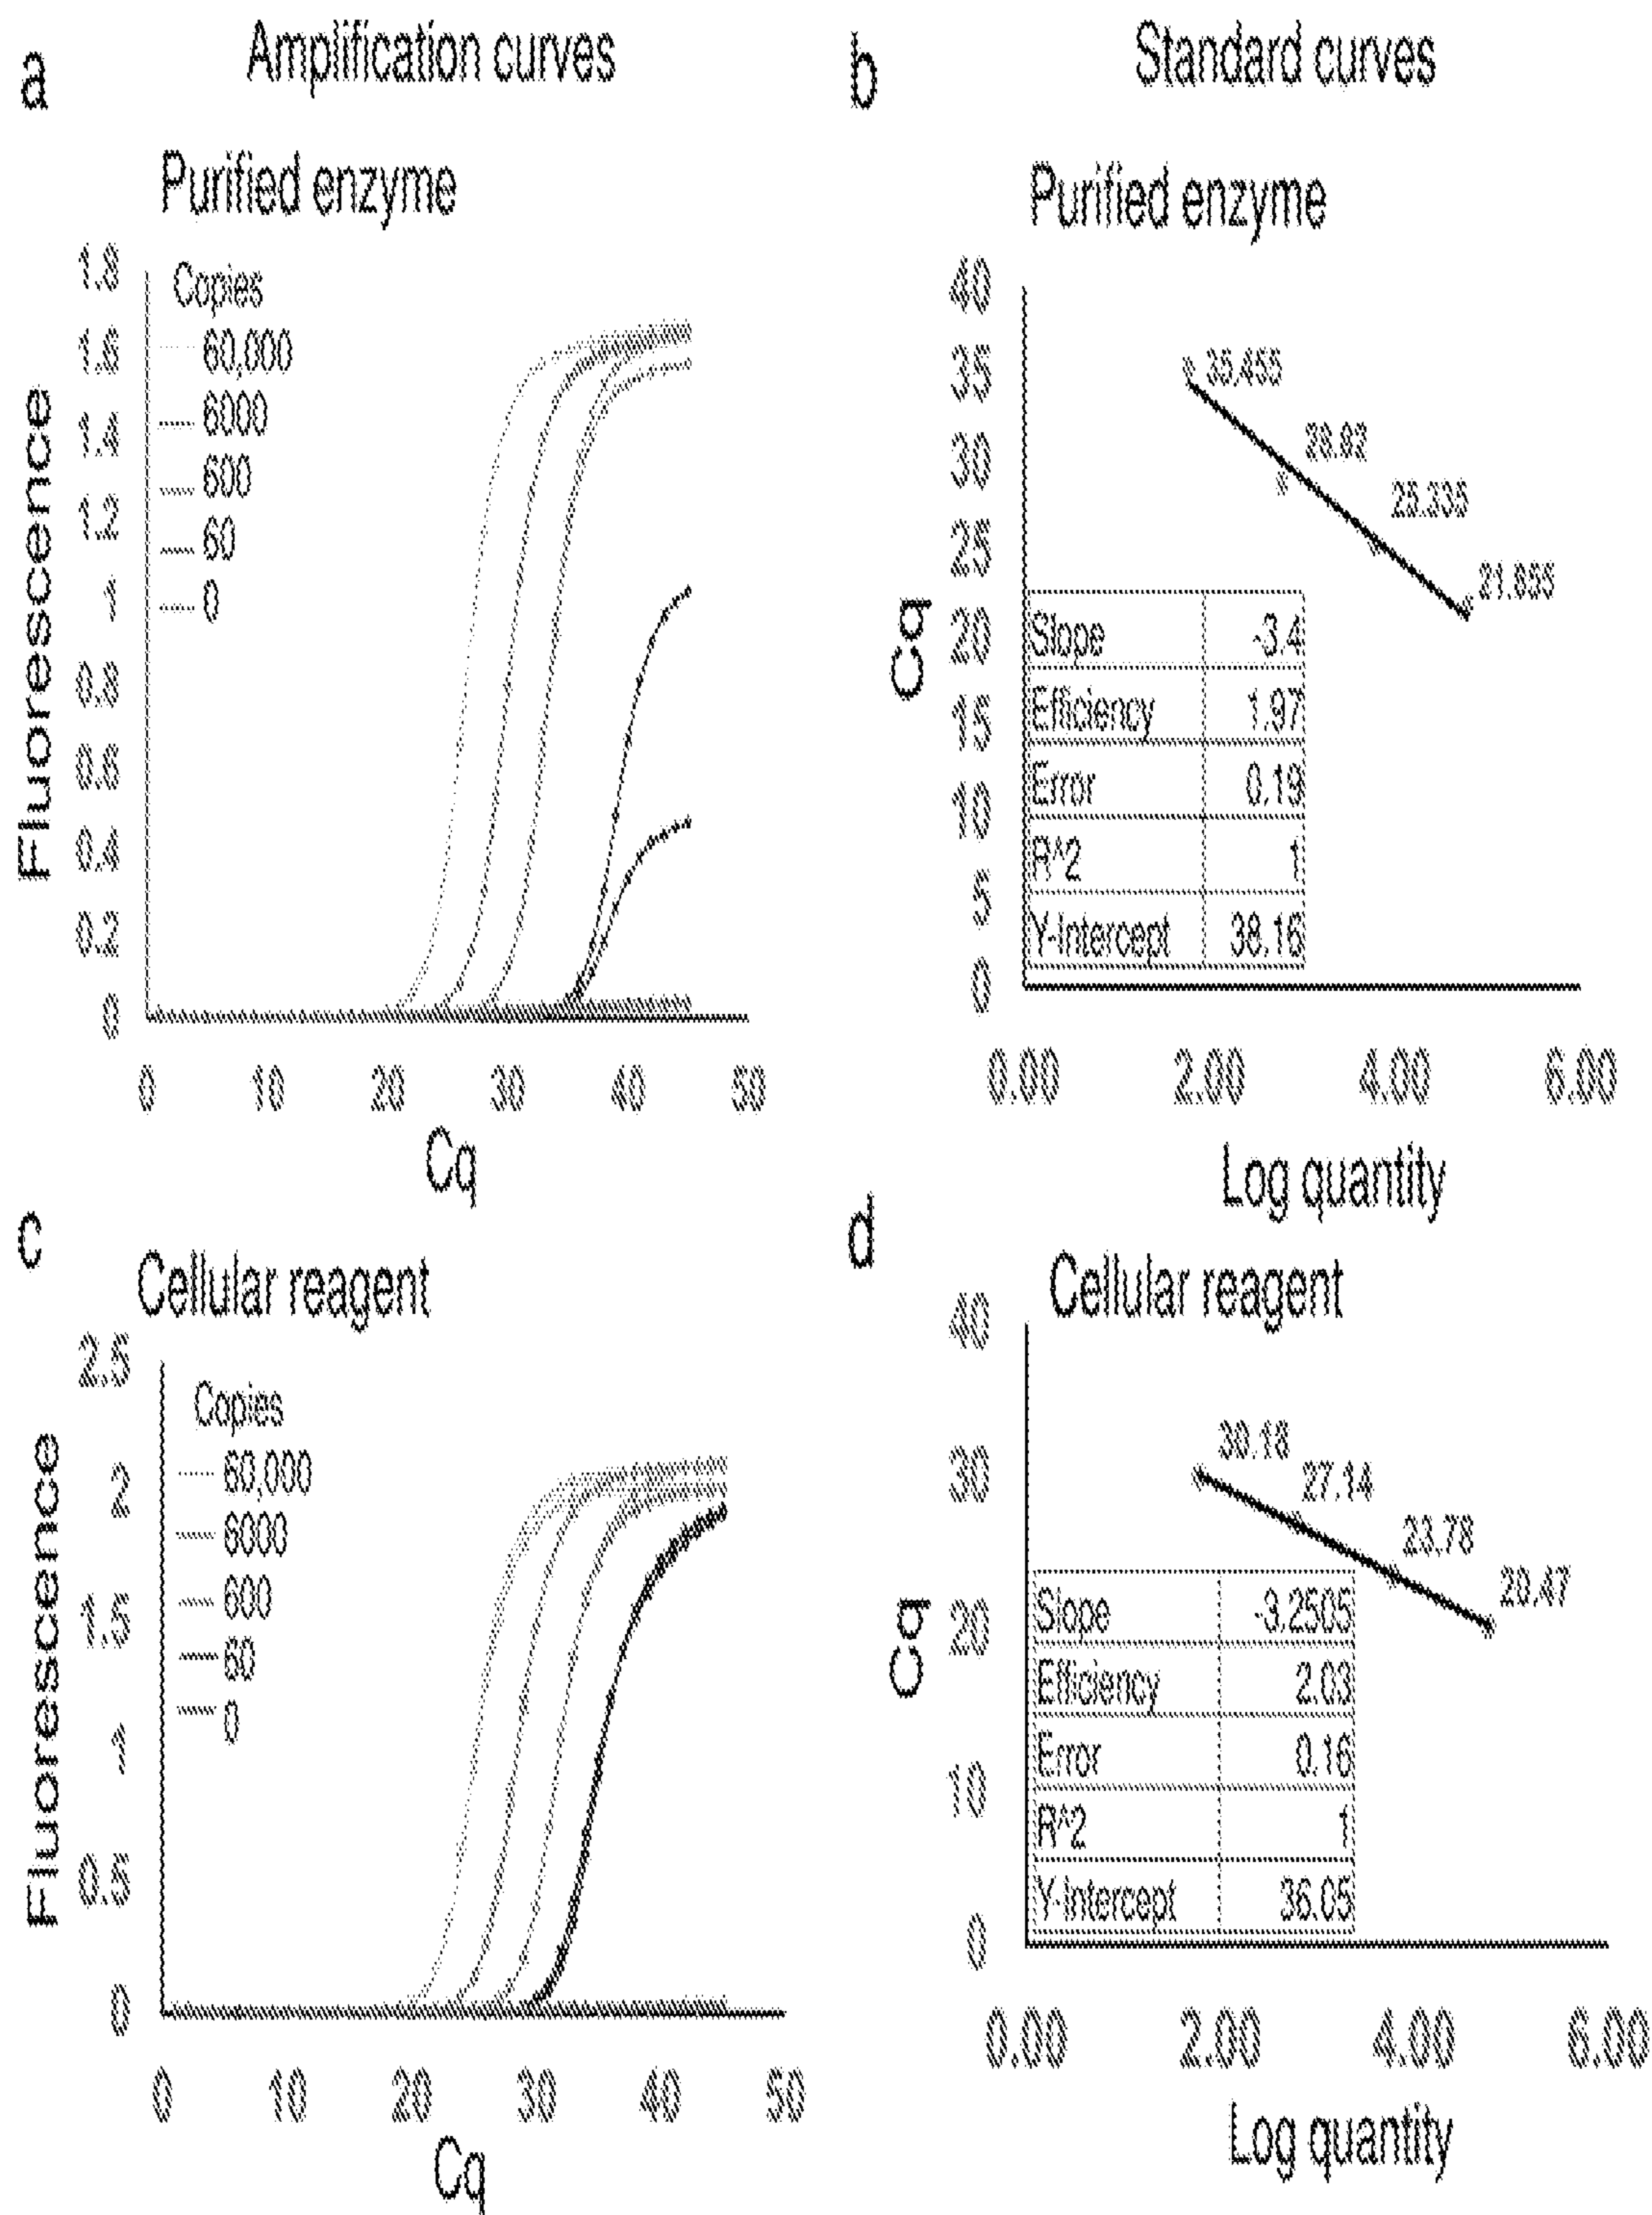 a
Amplification curves
b
Standard curves
Purified enzyme
1.8
1.6
1.4
1.2
1
0.8
0.6
0.4
0.2
0
Fluorescence
Copies
60,000
6000
600
60
0
0 10 20 30 40 50
Cq
Purified enzyme
40
35
30
25
20
15
10
5
0
Cq
35.455
28.92
25.335
21.655
Slope -3.4
Efficiency 1.97
Error 0.19
R^2 1
Y-Intercept 38.16
0.00 2.00 4.00 6.00
Log quantity
c
Cellular reagent
2.5
2
1.5
1
0.5
0
Fluorescence
Copies
60,000
6000
600
60
0
0 10 20 30 40 50
Cq
d
Cellular reagent
40
30
20
10
0
Cq
30.18
27.14
23.78
20.47
Slope -3.2505
Efficiency 2.03
Error 0.16
R^2 1
Y-Intercept 36.05
0.00 2.00 4.00 6.00
Log quantity